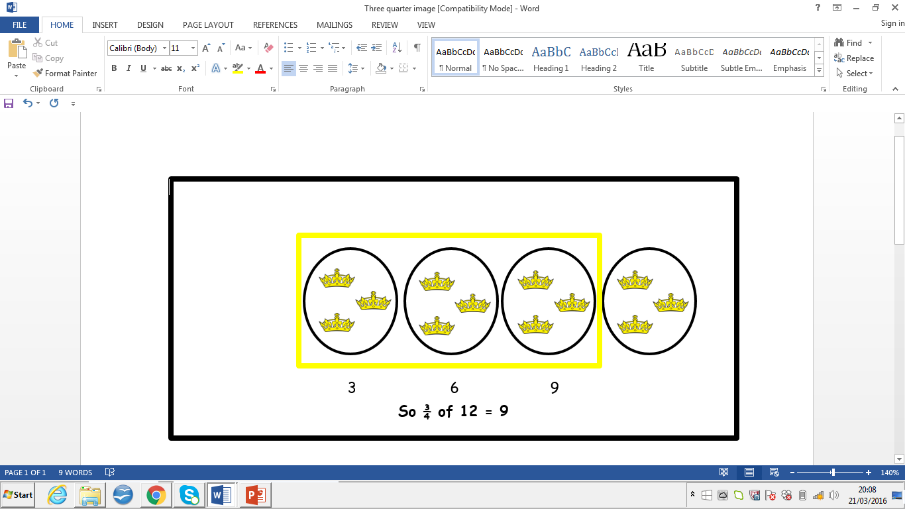 Three quarter image [Compatibility Mode] - Word
Sign in
FILE HOME INSERT DESIGN PAGE LAYOUT REFERENCES MAILINGS REVIEW VIEW
Paste
Cut
Copy
Format Painter
Clipboard
Calibri (Body) 11
Font
Paragraph
AaBbCcDc AaBbCcDc AaBbC AaBbCc AaB AaBbCcD AaBbCcDc AaBbCcDc
¶ Normal ¶ No Spac... Heading 1 Heading 2 Title Subtitle Subtle Em... Emphasis
Styles
Find
Replace
Select
Editing
3 6 9
So ¾ of 12 = 9
PAGE 1 OF 1 9 WORDS 140%
Start
20:08
21/03/2016